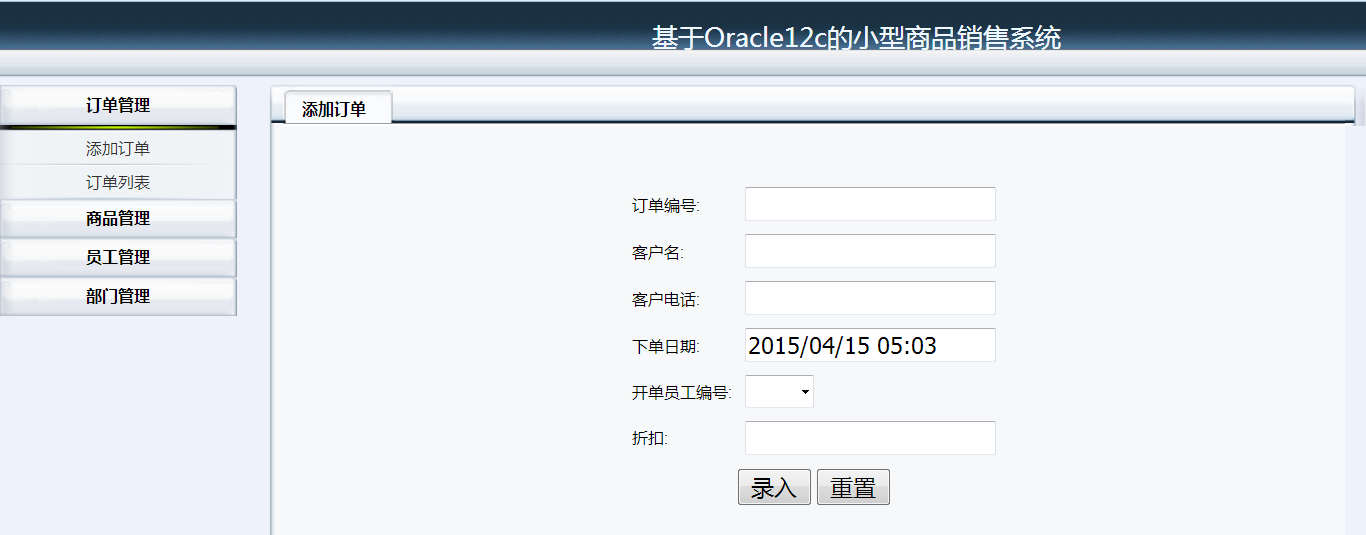 基于Oracle12c的小型商品销售系统
订单管理
添加订单
订单列表
商品管理
员工管理
部门管理
添加订单
订单编号:
客户名:
客户电话:
下单日期: 2015/04/15 05:03
开单员工编号:
折扣:
录入 重置